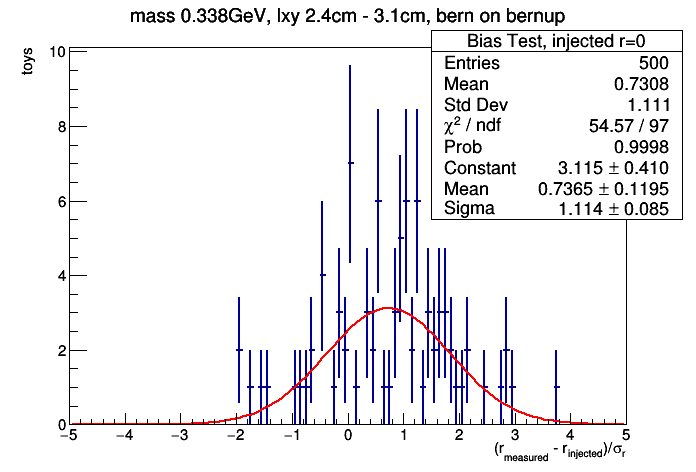 mass 0.338GeV, lxy 2.4cm - 3.1cm, bern on bernup
Bias Test, injected r=0
Entries 500
Mean 0.7308
Std Dev 1.111
χ² / ndf 54.57 / 97
Prob 0.9998
Constant 3.115 ± 0.410
Mean 0.7365 ± 0.1195
Sigma 1.114 ± 0.085
toys
10
8
6
4
2
0
−5 −4 −3 −2 −1 0 1 2 3 4 5
(r_measured - r_injected)/σ_r